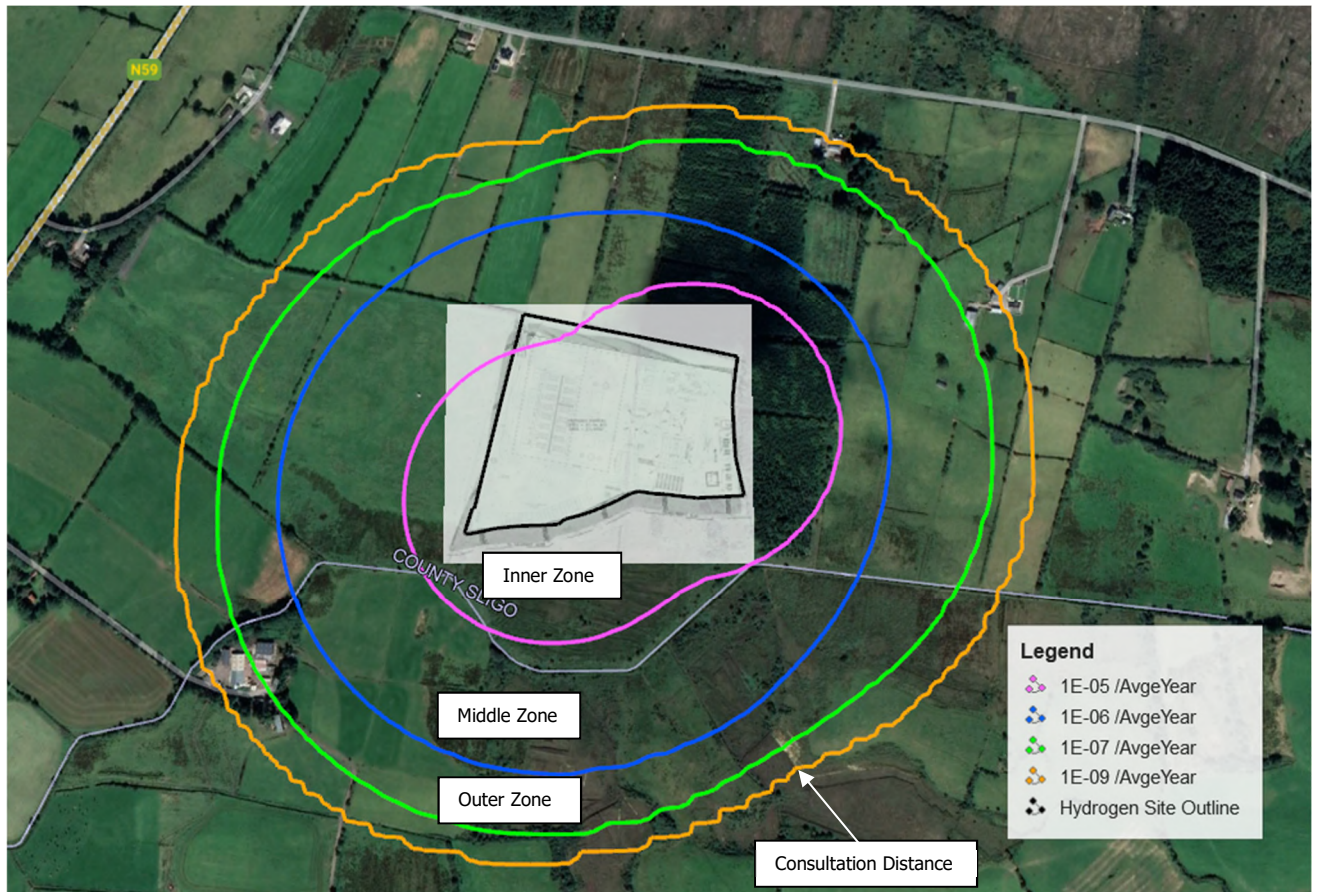 N59
COUNTY SLIGO
Inner Zone
Middle Zone
Outer Zone
Consultation Distance
Legend
1E-05 /AvgeYear
1E-06 /AvgeYear
1E-07 /AvgeYear
1E-09 /AvgeYear
Hydrogen Site Outline